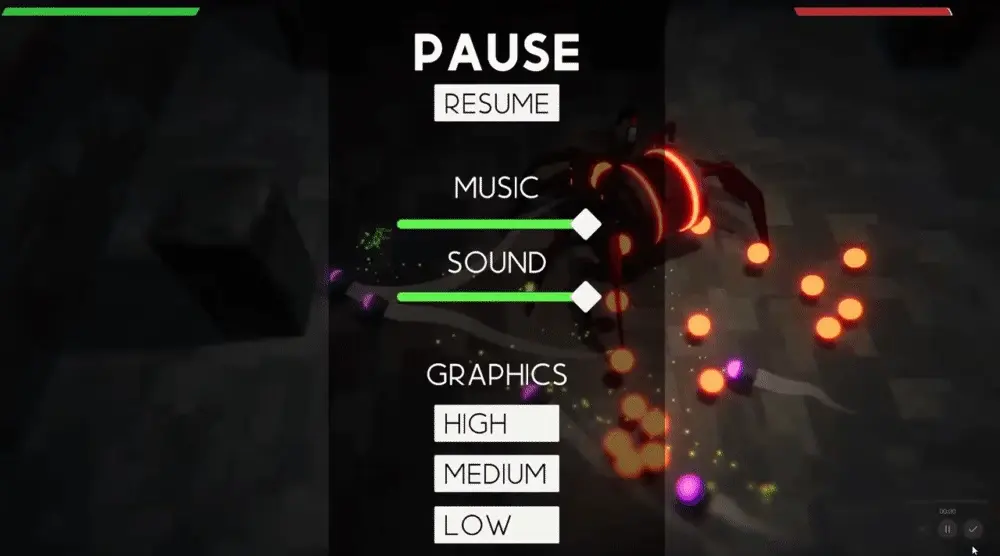 PAUSE
RESUME
MUSIC
SOUND
GRAPHICS
HIGH
MEDIUM
LOW